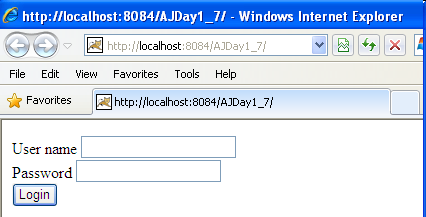 http://localhost:8084/AJDay1_7/ - Windows Internet Explorer
http://localhost:8084/AJDay1_7/
File Edit View Favorites Tools Help
Favorites http://localhost:8084/AJDay1_7/
User name
Password
Login